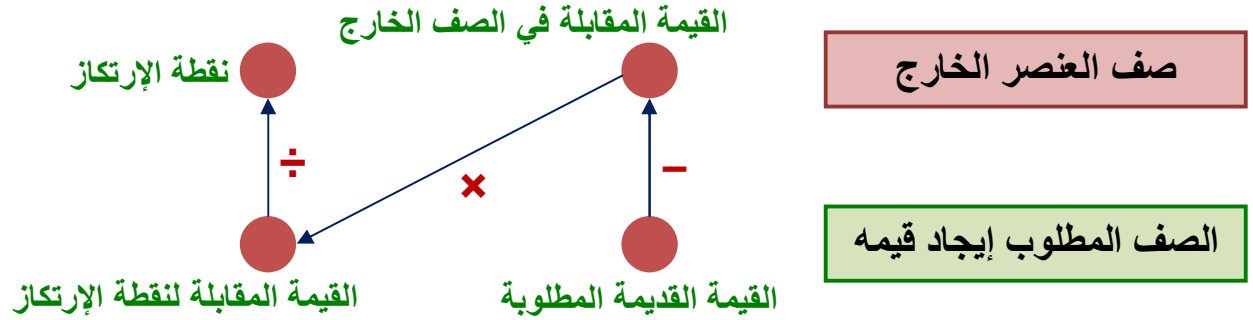 القيمة المقابلة في الصف الخارج
صف العنصر الخارج
نقطة الإرتكاز
÷
×
–
الصف المطلوب إيجاد قيمه
القيمة القديمة المطلوبة
القيمة المقابلة لنقطة الإرتكاز